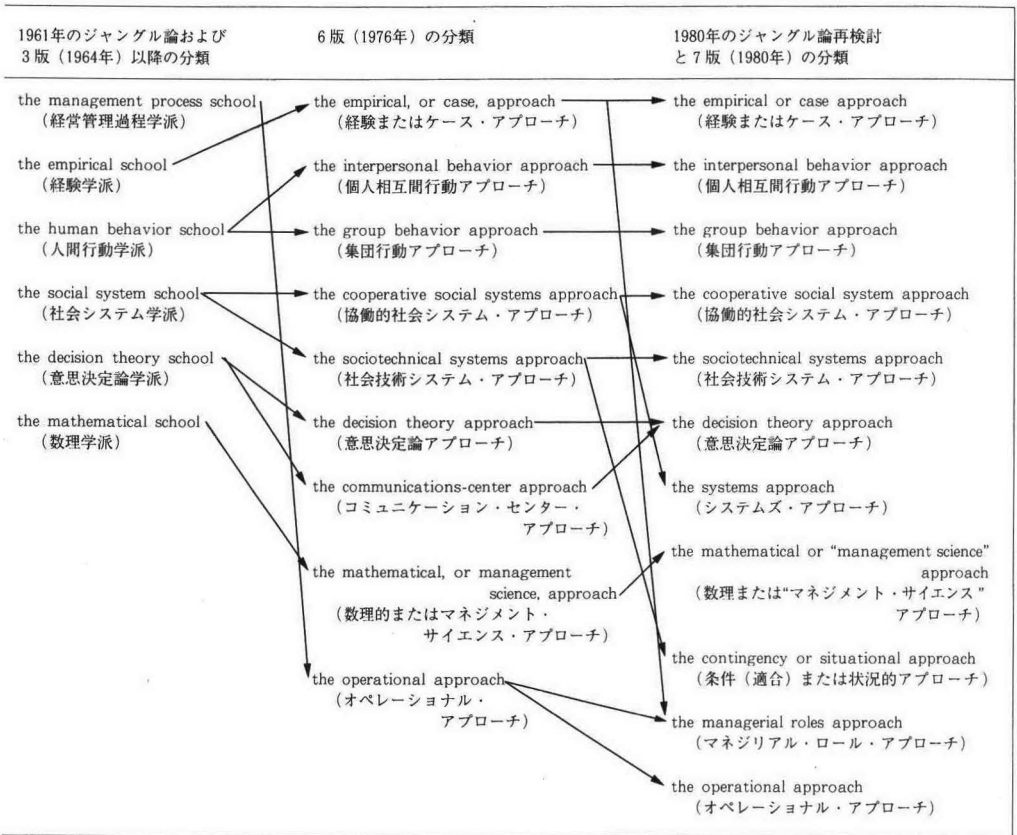 1961年のジャングル論および
3版（1964年）以降の分類
6版（1976年）の分類
1980年のジャングル論再検討
と7版（1980年）の分類
the management process school
（経営管理過程学派）
the empirical school
（経験学派）
the human behavior school
（人間行動学派）
the social system school
（社会システム学派）
the decision theory school
（意思決定論学派）
the mathematical school
（数理学派）
the empirical, or case, approach
（経験またはケース・アプローチ）
the interpersonal behavior approach
（個人相互間行動アプローチ）
the group behavior approach
（集団行動アプローチ）
the cooperative social systems approach
（協働的社会システム・アプローチ）
the sociotechnical systems approach
（社会技術システム・アプローチ）
the decision theory approach
（意思決定論アプローチ）
the communications-center approach
（コミュニケーション・センター・
アプローチ）
the mathematical, or management
science, approach
（数理的またはマネジメント・
サイエンス・アプローチ）
the operational approach
（オペレーショナル・
アプローチ）
the empirical or case approach
（経験またはケース・アプローチ）
the interpersonal behavior approach
（個人相互間行動アプローチ）
the group behavior approach
（集団行動アプローチ）
the cooperative social system approach
（協働的社会システム・アプローチ）
the sociotechnical systems approach
（社会技術システム・アプローチ）
the decision theory approach
（意思決定論アプローチ）
the systems approach
（システムズ・アプローチ）
the mathematical or “management science”
approach
（数理または“マネジメント・サイエンス”
アプローチ）
the contingency or situational approach
（条件（適合）または状況的アプローチ）
the managerial roles approach
（マネジリアル・ロール・アプローチ）
the operational approach
（オペレーショナル・アプローチ）